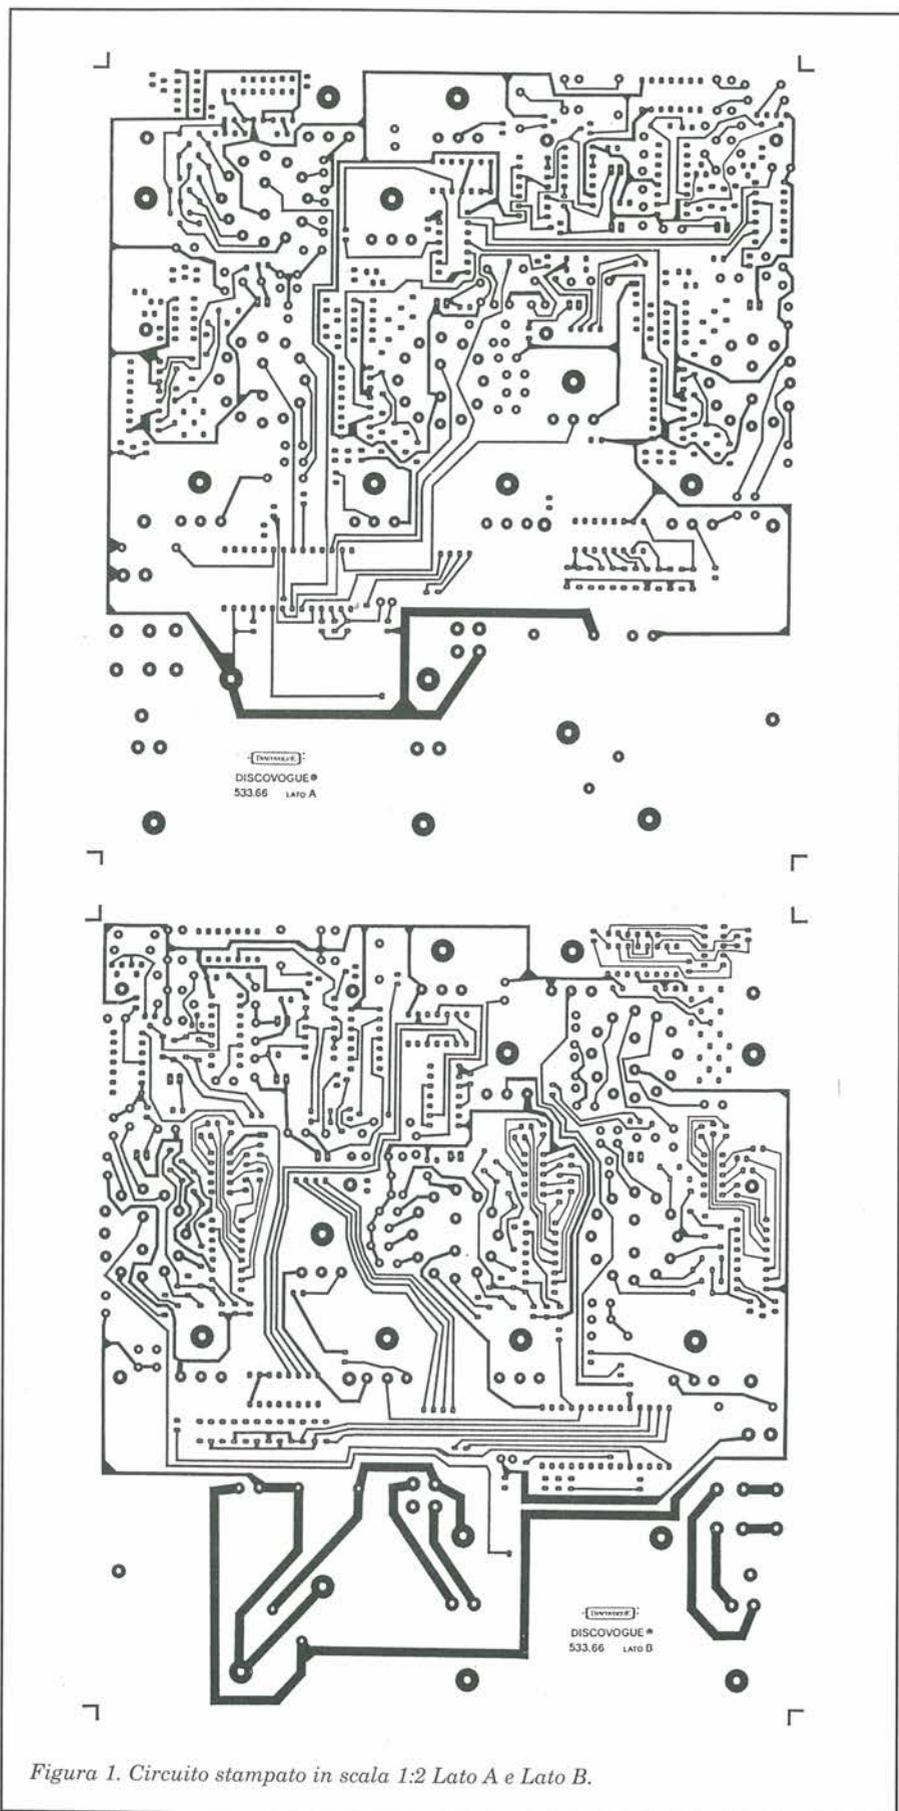 DISCOVOGUE®
533.66 LATO A
DISCOVOGUE®
533.66 LATO B
Figura 1. Circuito stampato in scala 1:2 Lato A e Lato B.